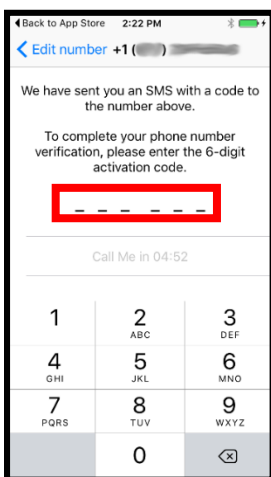 Back to App Store 2:22 PM
Edit number +1 ( )
We have sent you an SMS with a code to
the number above.
To complete your phone number
verification, please enter the 6-digit
activation code.
– – – – – –
Call Me in 04:52
1 2 3
ABC DEF
4 5 6
GHI JKL MNO
7 8 9
PQRS TUV WXYZ
0